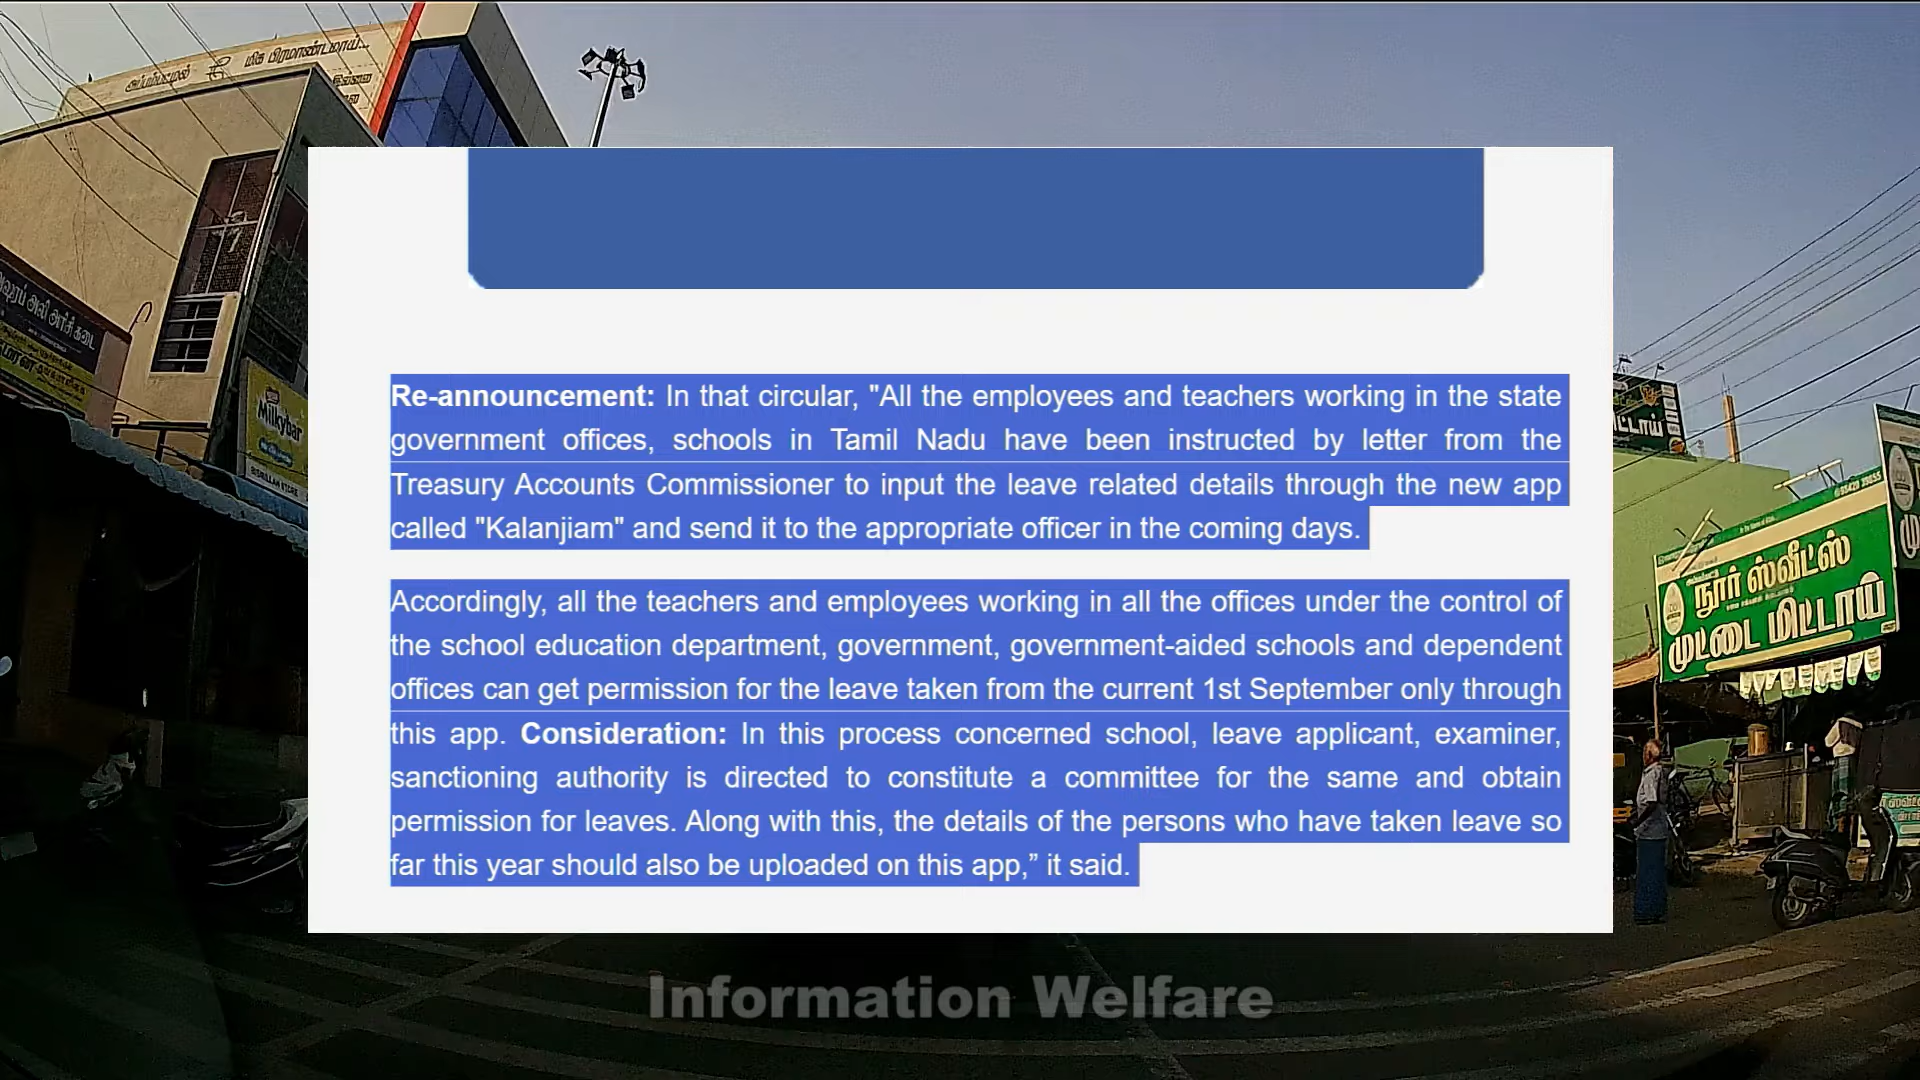 மிக பிரமாண்டமாய்...
Re-announcement: In that circular, "All the employees and teachers working in the state
government offices, schools in Tamil Nadu have been instructed by letter from the
Treasury Accounts Commissioner to input the leave related details through the new app
called "Kalanjiam" and send it to the appropriate officer in the coming days.
Accordingly, all the teachers and employees working in all the offices under the control of
the school education department, government, government-aided schools and dependent
offices can get permission for the leave taken from the current 1st September only through
this app. Consideration: In this process concerned school, leave applicant, examiner,
sanctioning authority is directed to constitute a committee for the same and obtain
permission for leaves. Along with this, the details of the persons who have taken leave so
far this year should also be uploaded on this app,” it said.
Milkybar
நூர் ஸ்வீட்ஸ்
முட்டை மிட்டாய்
Information Welfare